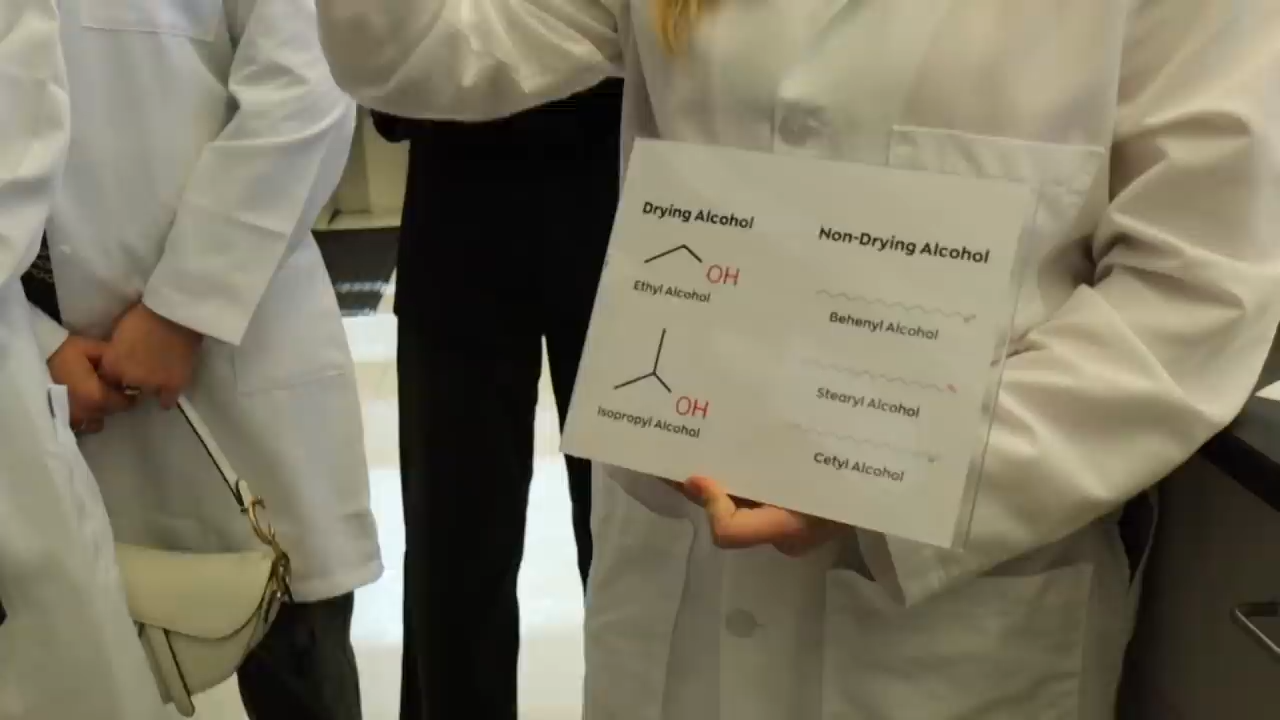 Drying Alcohol
OH
Ethyl Alcohol
OH
Isopropyl Alcohol
Non-Drying Alcohol
Behenyl Alcohol
Stearyl Alcohol
Cetyl Alcohol